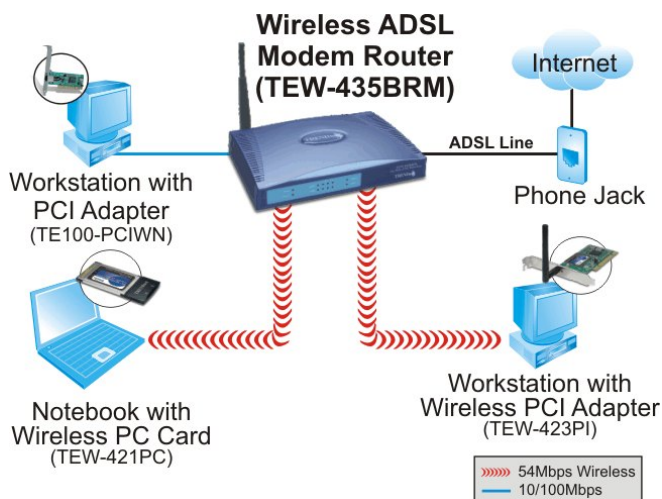 Wireless ADSL
Modem Router
(TEW-435BRM)
Internet
ADSL Line
Workstation with
PCI Adapter
(TE100-PCIWN)
Phone Jack
Notebook with
Wireless PC Card
(TEW-421PC)
Workstation with
Wireless PCI Adapter
(TEW-423PI)
54Mbps Wireless
10/100Mbps